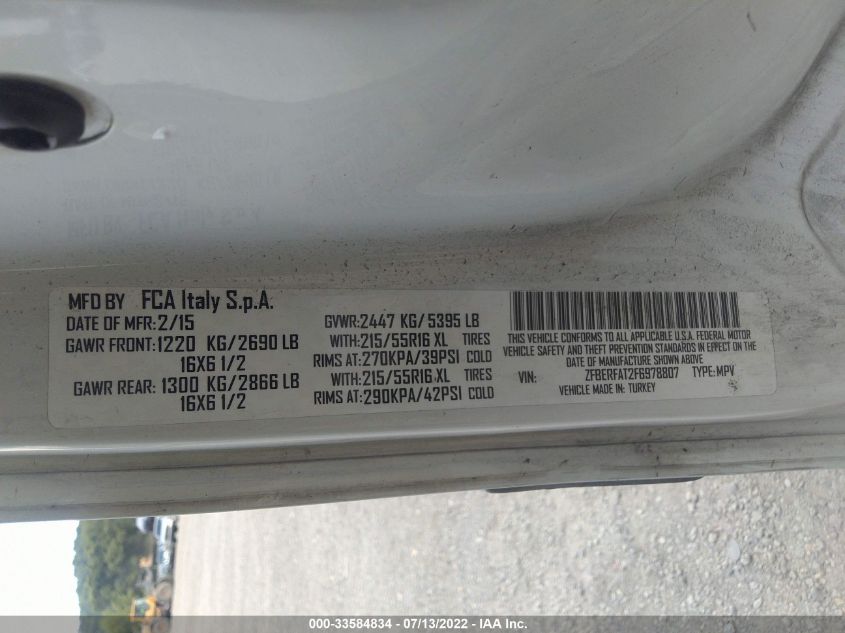 MFD BY FCA Italy S.p.A.
DATE OF MFR: 2/15
GAWR FRONT: 1220 KG/2690 LB
16X6 1/2
GAWR REAR: 1300 KG/2866 LB
16X6 1/2
GVWR: 2447 KG/ 5395 LB
WITH: 215/55R16 XL TIRES
RIMS AT: 270KPA/39PSI COLD
WITH: 215/55R16 XL TIRES
RIMS AT: 290KPA/42PSI COLD
THIS VEHICLE CONFORMS TO ALL APPLICABLE U.S.A. FEDERAL MOTOR
VEHICLE SAFETY AND THEFT PREVENTION STANDARDS IN EFFECT ON THE
DATE OF MANUFACTURE SHOWN ABOVE
VIN: ZFBERFAT2F6978807 TYPE: MPV
VEHICLE MADE IN: TURKEY
000-33584834 - 07/13/2022 - IAA Inc.